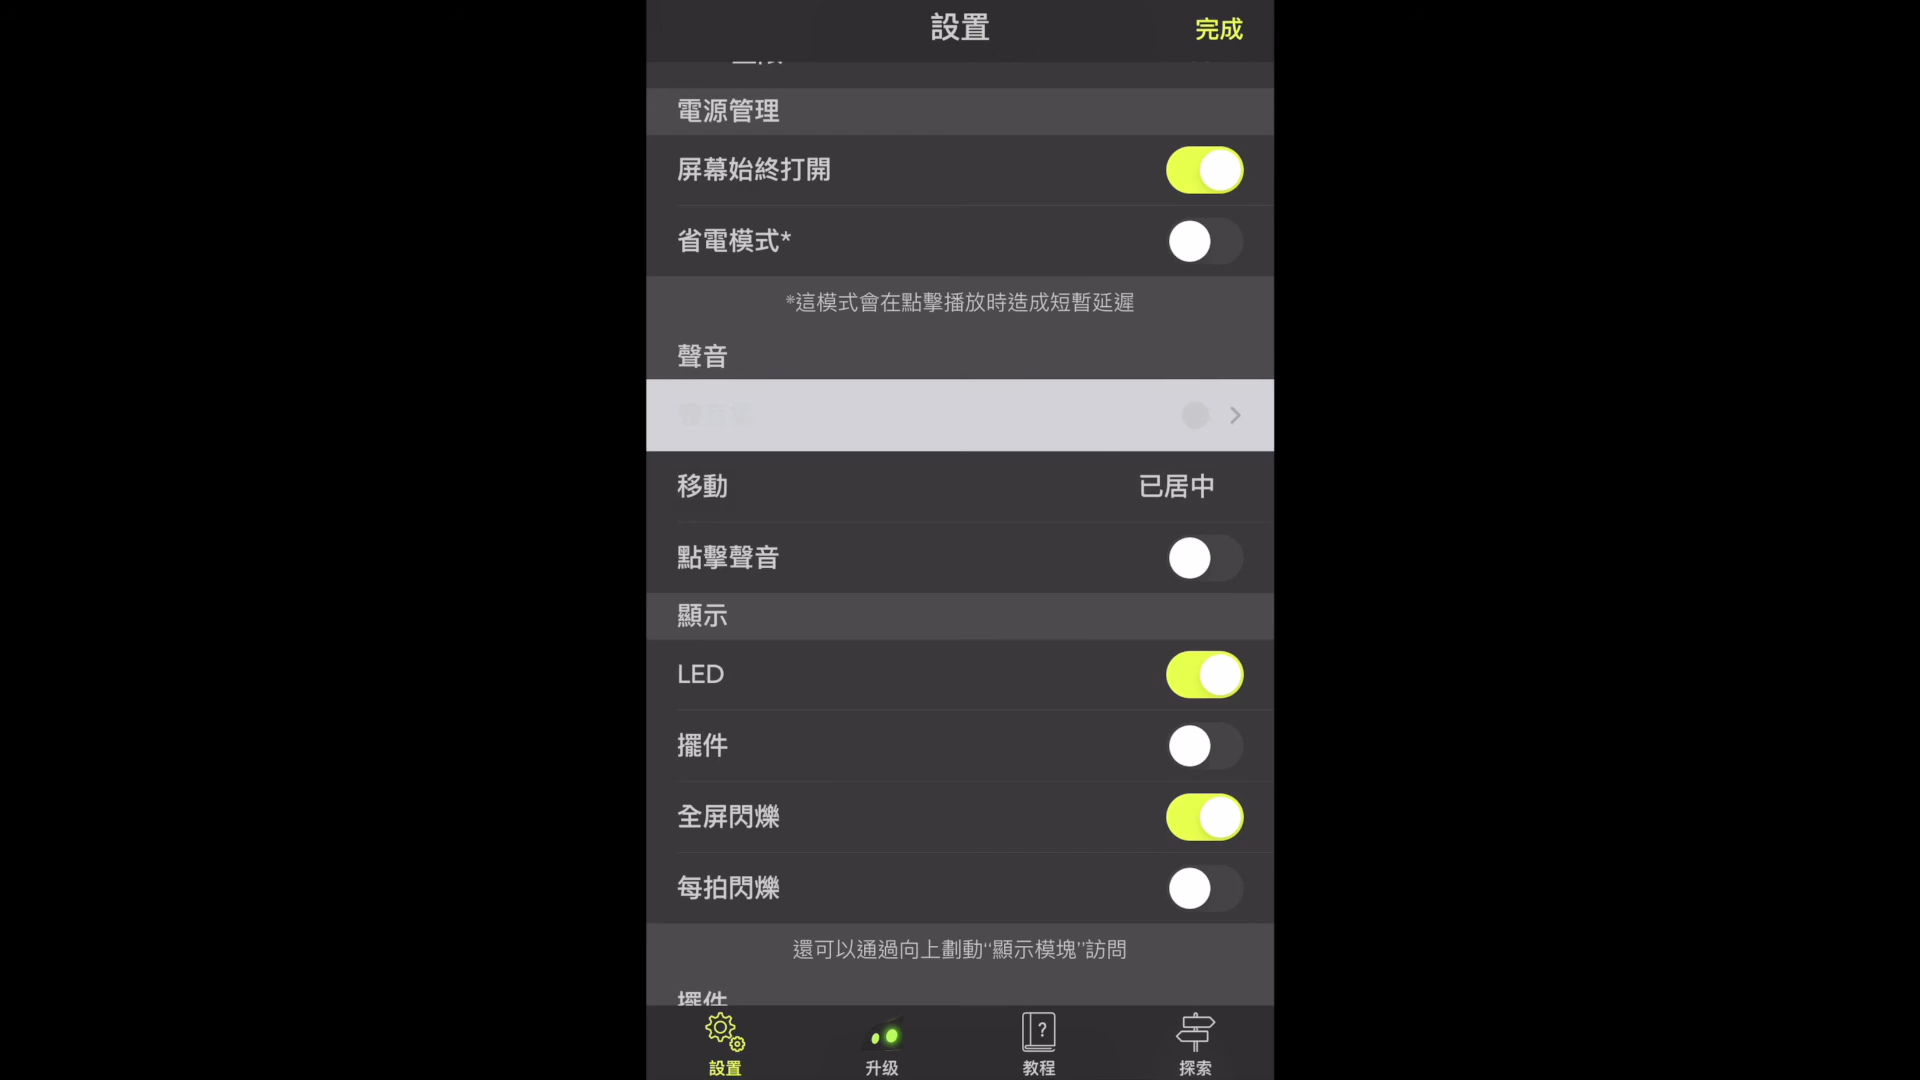 設置
完成
電源管理
屏幕始終打開
省電模式*
*這模式會在點擊播放時造成短暫延遲
聲音
移動
已居中
點擊聲音
顯示
LED
擺件
全屏閃爍
每拍閃爍
還可以通過向上劃動“顯示模塊”訪問
擺件
設置
升级
教程
探索